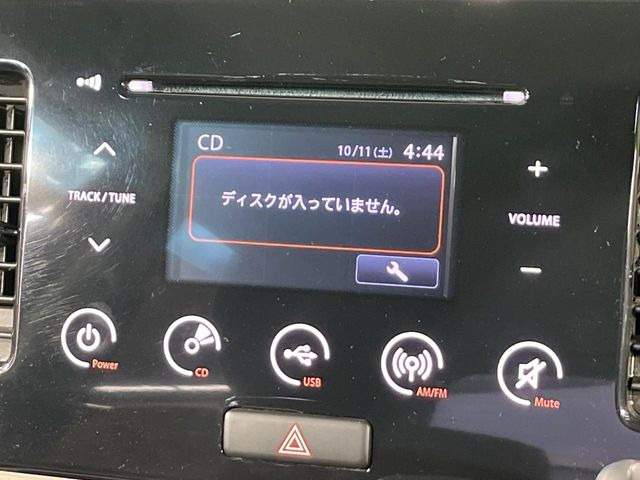 CD
10/11(土) 4:44
TRACK / TUNE
ディスクが入っていません。
VOLUME
Power
CD
USB
AM/FM
Mute